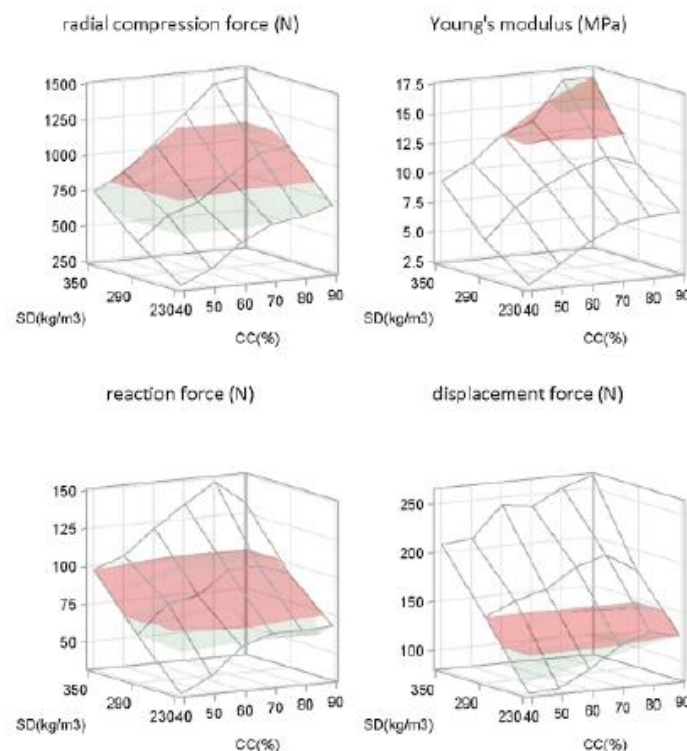 radial compression force (N)
1500
1250
1000
750
500
250
350
290
230
SD(kg/m3)
40 50 60 70 80 90
CC(%)
Young's modulus (MPa)
17.5
15.0
12.5
10.0
7.5
5.0
2.5
350
290
230
SD(kg/m3)
40 50 60 70 80 90
CC(%)
reaction force (N)
150
125
100
75
50
350
290
230
SD(kg/m3)
40 50 60 70 80 90
CC(%)
displacement force (N)
250
200
150
100
350
290
230
SD(kg/m3)
40 50 60 70 80 90
CC(%)